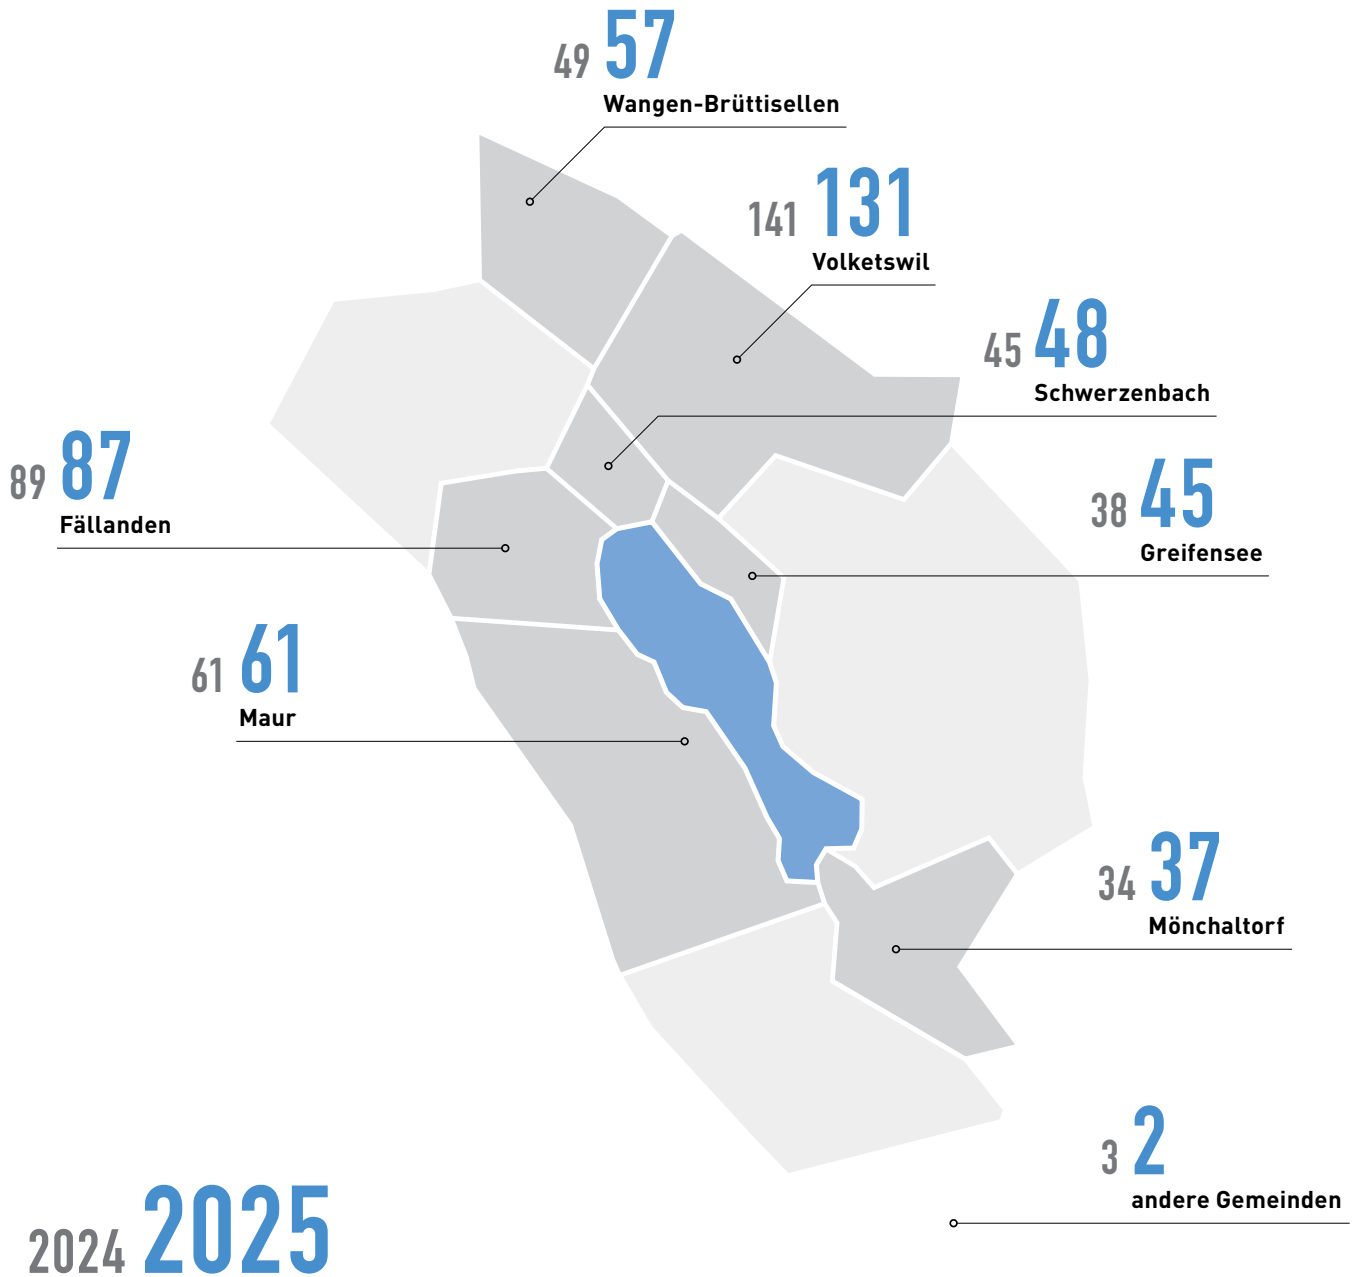 49 57
Wangen-Brüttisellen
141 131
Volketswil
45 48
Schwerzenbach
89 87
Fällanden
38 45
Greifensee
61 61
Maur
34 37
Mönchaltorf
3 2
andere Gemeinden
2024 2025